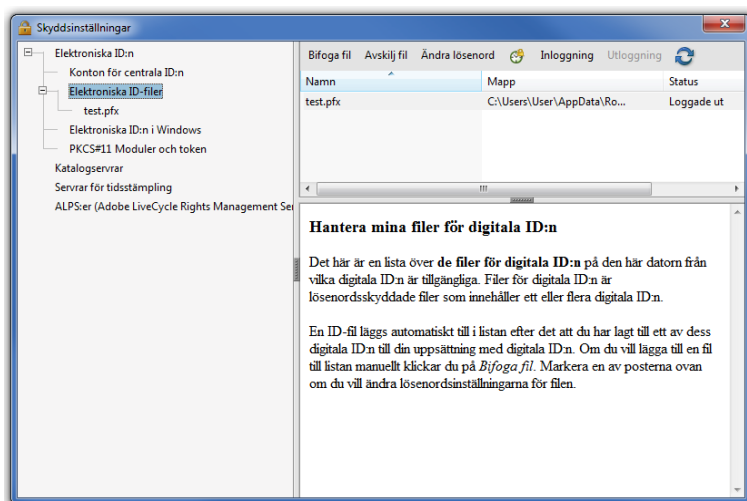 Skyddsinställningar
Elektroniska ID:n
Konton för centrala ID:n
Elektroniska ID-filer
test.pfx
Elektroniska ID:n i Windows
PKCS#11 Moduler och token
Katalogservrar
Servrar för tidsstämpling
ALPS:er (Adobe LiveCycle Rights Management Ser
Bifoga fil Avskilj fil Ändra lösenord Inloggning Utloggning
Namn Mapp Status
test.pfx C:\Users\User\AppData\Ro... Loggade ut
Hantera mina filer för digitala ID:n
Det här är en lista över de filer för digitala ID:n på den här datorn från
vilka digitala ID:n är tillgängliga. Filer för digitala ID:n är
lösenordsskyddade filer som innehåller ett eller flera digitala ID:n.
En ID-fil läggs automatiskt till i listan efter det att du har lagt till ett av dess
digitala ID:n till din uppsättning med digitala ID:n. Om du vill lägga till en fil
till listan manuellt klickar du på Bifoga fil. Markera en av posterna ovan
om du vill ändra lösenordsinställningarna för filen.